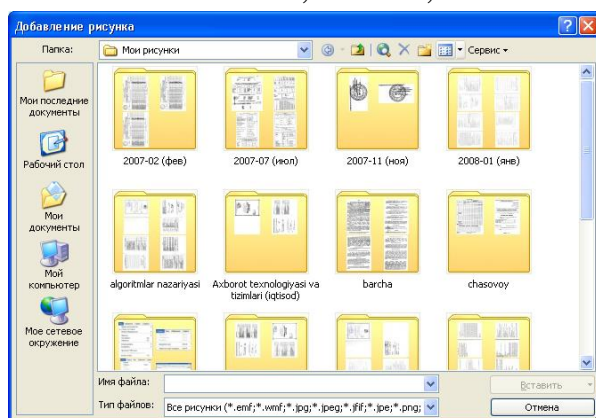 Добавление рисунка
Папка:
Мои рисунки
Сервис
Мои последние
документы
Рабочий стол
Мои
документы
Мой
компьютер
Мое сетевое
окружение
2007-02 (фев)
2007-07 (июл)
2007-11 (ноя)
2008-01 (янв)
algoritmlar nazariyasi
Axborot texnologiyasi va
tizimlari (iqtisod)
barcha
chasovoy
Имя файла:
Тип файлов:
Все рисунки (*.emf;*.wmf;*.jpg;*.jpeg;*.jfif;*.jpe;*.png;
Вставить
Отмена